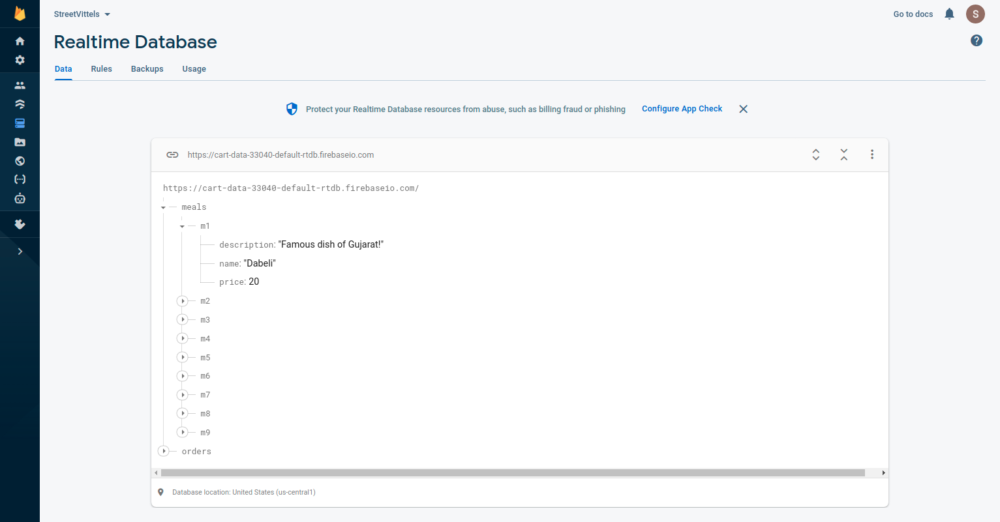 StreetVittels
Go to docs
S
Realtime Database
?
Data Rules Backups Usage
Protect your Realtime Database resources from abuse, such as billing fraud or phishing Configure App Check
https://cart-data-33040-default-rtdb.firebaseio.com
https://cart-data-33040-default-rtdb.firebaseio.com/
meals
m1
description: "Famous dish of Gujarat!"
name: "Dabeli"
price: 20
m2
m3
m4
m5
m6
m7
m8
m9
orders
Database location: United States (us-central1)